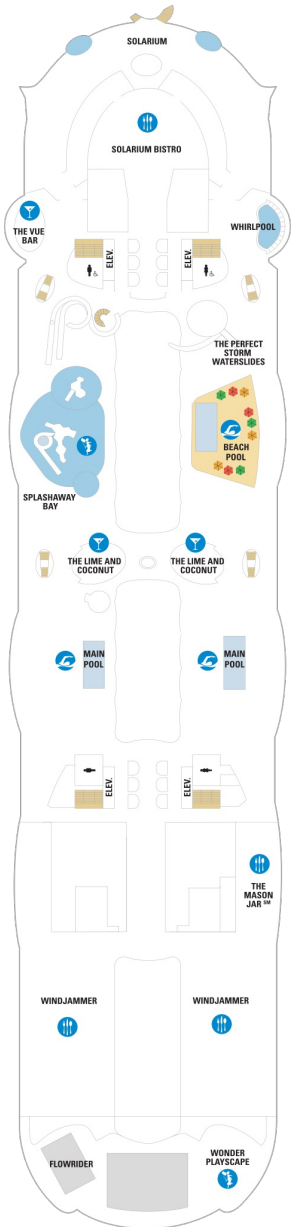 SOLARIUM
SOLARIUM BISTRO
THE VUE
BAR
WHIRLPOOL
ELEV.
ELEV.
THE PERFECT
STORM
WATERSLIDES
BEACH
POOL
SPLASHAWAY
BAY
THE LIME AND
COCONUT
THE LIME AND
COCONUT
MAIN
POOL
MAIN
POOL
ELEV.
ELEV.
THE
MASON
JAR SM
WINDJAMMER
WINDJAMMER
FLOWRIDER
WONDER
PLAYSCAPE